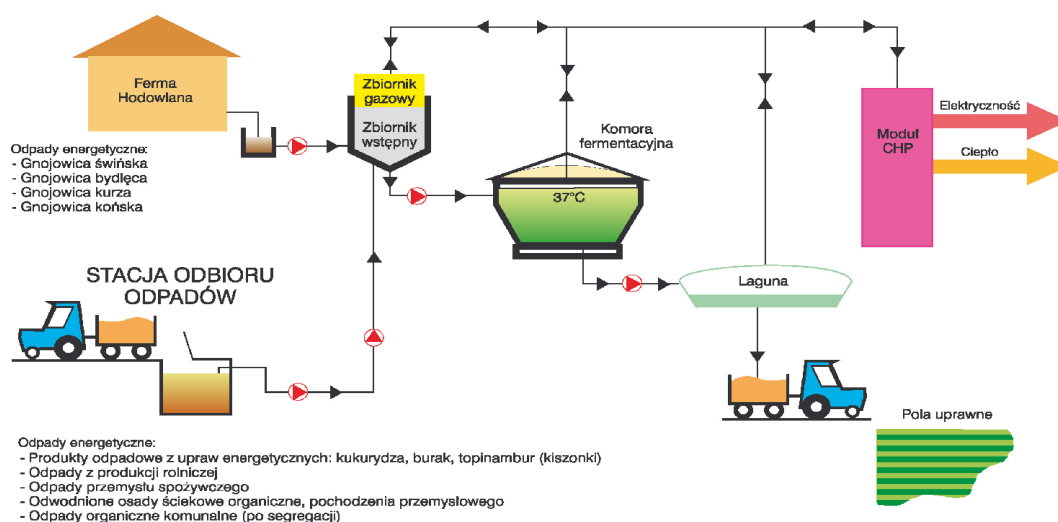 Ferma
Hodowlana
Odpady energetyczne:
- Gnojowica świńska
- Gnojowica bydlęca
- Gnojowica kurza
- Gnojowica końska
Zbiornik
gazowy
Zbiornik
wstępny
Komora
fermentacyjna
37°C
Moduł
CHP
Elektryczność
Ciepło
STACJA ODBIORU
ODPADÓW
Laguna
Pola uprawne
Odpady energetyczne:
- Produkty odpadowe z upraw energetycznych: kukurydza, burak, topinambur (kiszonki)
- Odpady z produkcji rolniczej
- Odpady przemysłu spożywczego
- Odwodnione osady ściekowe organiczne, pochodzenia przemysłowego
- Odpady organiczne komunalne (po segregacji)